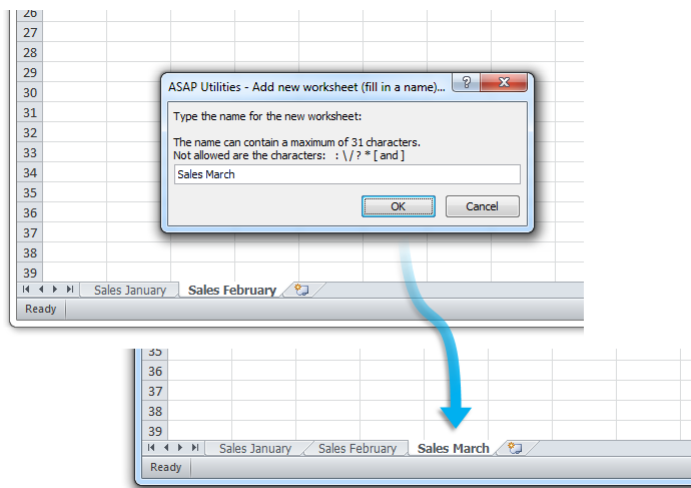 26
27
28
29
30
31
32
33
34
35
36
37
38
39
ASAP Utilities - Add new worksheet (fill in a name)...
Type the name for the new worksheet:
The name can contain a maximum of 31 characters.
Not allowed are the characters:   : \ / ? * [ and ]
Sales March
OK Cancel
Sales January Sales February
Ready
35
36
37
38
39
Sales January Sales February Sales March
Ready